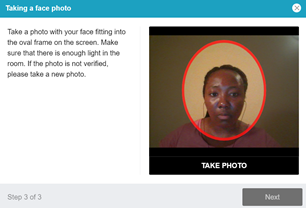 Taking a face photo
Take a photo with your face fitting into
the oval frame on the screen. Make
sure that there is enough light in the
room. If the photo is not verified,
please take a new photo.
TAKE PHOTO
Step 3 of 3
Next